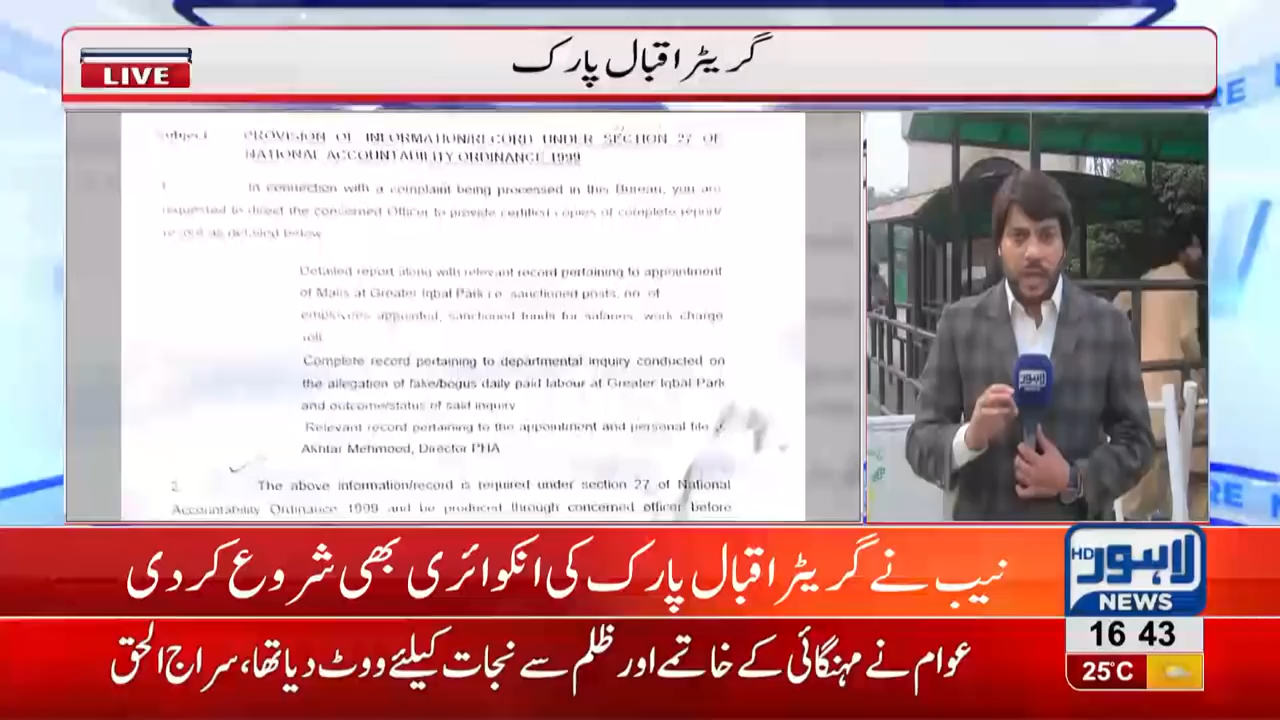 گریٹر اقبال پارک
LIVE
Subject PROVISION OF INFORMATION/RECORD UNDER SECTION 27 OF
NATIONAL ACCOUNTABILITY ORDINANCE 1999
1. In connection with a complaint being processed in this Bureau, you are
requested to direct the concerned Officer to provide certified copies of complete report/
record as detailed below
Detailed report along with relevant record pertaining to appointment
of Malis at Greater Iqbal Park i.e. sanctioned posts, no. of
employees appointed, sanctioned funds for salaries, work charge
roll
Complete record pertaining to departmental inquiry conducted on
the allegation of fake/bogus daily paid labour at Greater Iqbal Park
and outcome/status of said inquiry
Relevant record pertaining to the appointment and personal file
Akhtar Mehmood, Director PHA
2. The above information/record is required under section 27 of National
Accountability Ordinance 1999 and be produced through concerned officer before
لاہور
NEWS
نیب نے گریٹر اقبال پارک کی انکوائری بھی شروع کر دی
عوام نے مہنگائی کے خاتمے اور ظلم سے نجات کیلئے ووٹ دیا تھا، سراج الحق
HD لاہور
NEWS
16 43
25°C